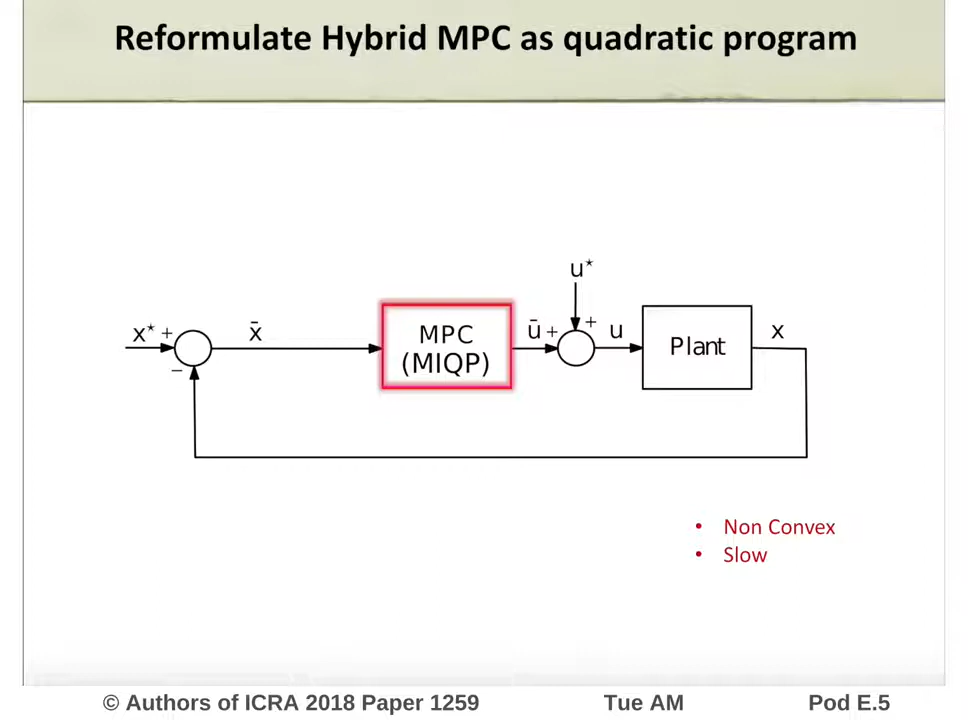 Reformulate Hybrid MPC as quadratic program
u⋆
x⋆ +
x̄
MPC
(MIQP)
ū +
+
u
Plant
x
−
• Non Convex
• Slow
© Authors of ICRA 2018 Paper 1259 Tue AM Pod E.5